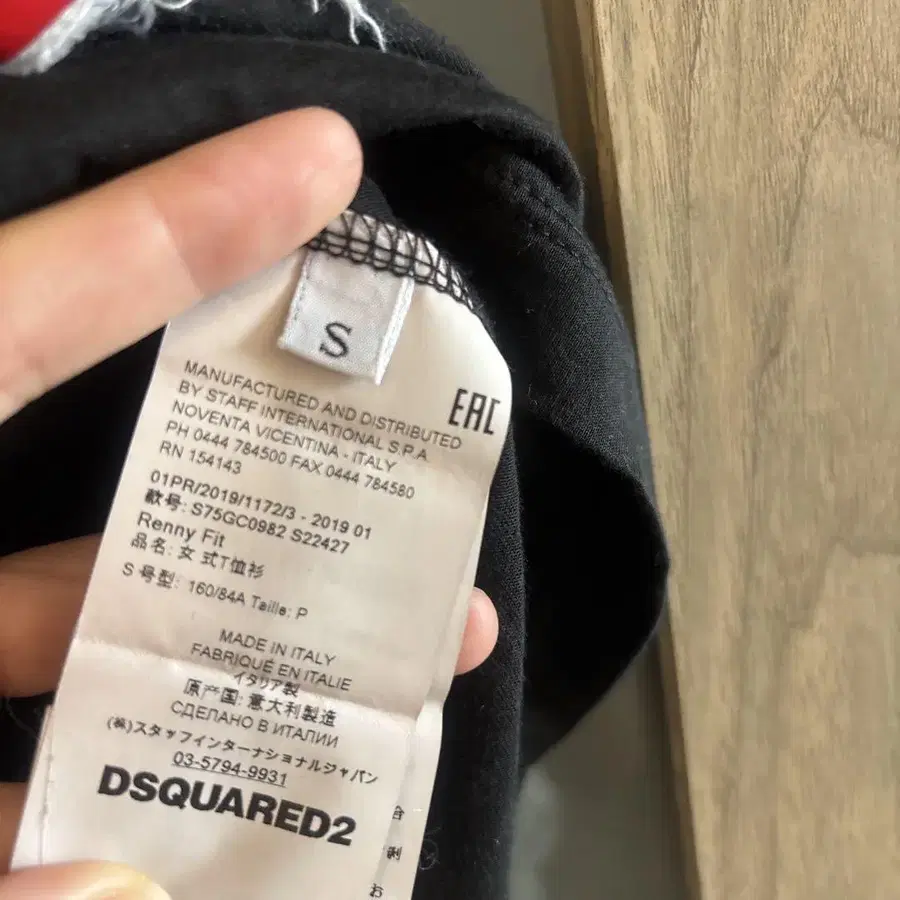 S
EAC
MANUFACTURED AND DISTRIBUTED
BY STAFF INTERNATIONAL S.P.A.
NOVENTA VICENTINA - ITALY
PH 0444 784500 FAX 0444 784580
RN 154143
01PR/2019/1172/3 - 2019 01
款号: S75GC0982 S22427
Renny Fit
品名: 女 式T恤衫
S 号型: 160/84A Taille: P
MADE IN ITALY
FABRIQUÉ EN ITALIE
イタリア製
原产国: 意大利製造
СДЕЛАНО В ИТАЛИИ
(株)スタッフインターナショナルジャパン
03-5794-9931
DSQUARED2
合
剤
お